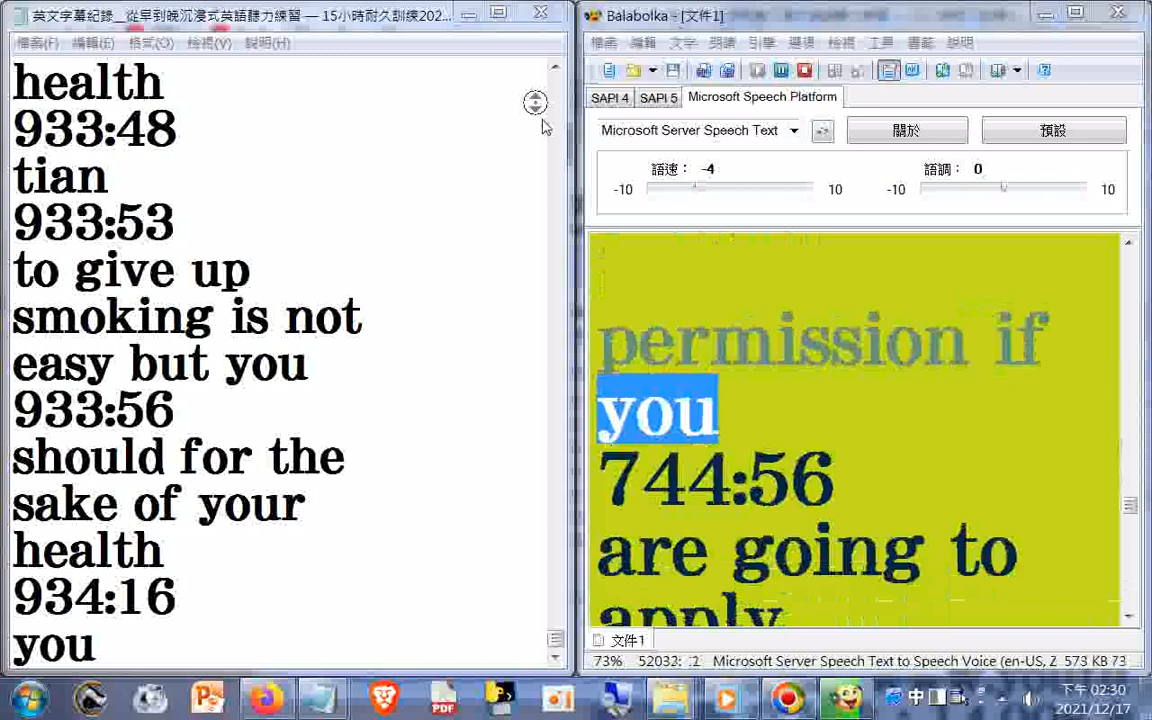 英文字幕紀錄__從早到晚沉浸式英語聽力練習 — 15小時耐久訓練202...
檔案(F) 編輯(E) 格式(O) 檢視(V) 說明(H)
health
933:48
tian
933:53
to give up
smoking is not
easy but you
933:56
should for the
sake of your
health
934:16
you
Balabolka - [文件1]
檔案 編輯 文字 朗讀 引擎 選項 檢視 工具 書籤 說明
SAPI 4 SAPI 5 Microsoft Speech Platform
Microsoft Server Speech Text 關於 預設
語速： -4 語調： 0
-10 10 -10 10
permission if
you
744:56
are going to
apply
文件1
73% Microsoft Server Speech Text to Speech Voice (en-US, Z 573 KB 73
PDF 中 下午 02:30
2021/12/17